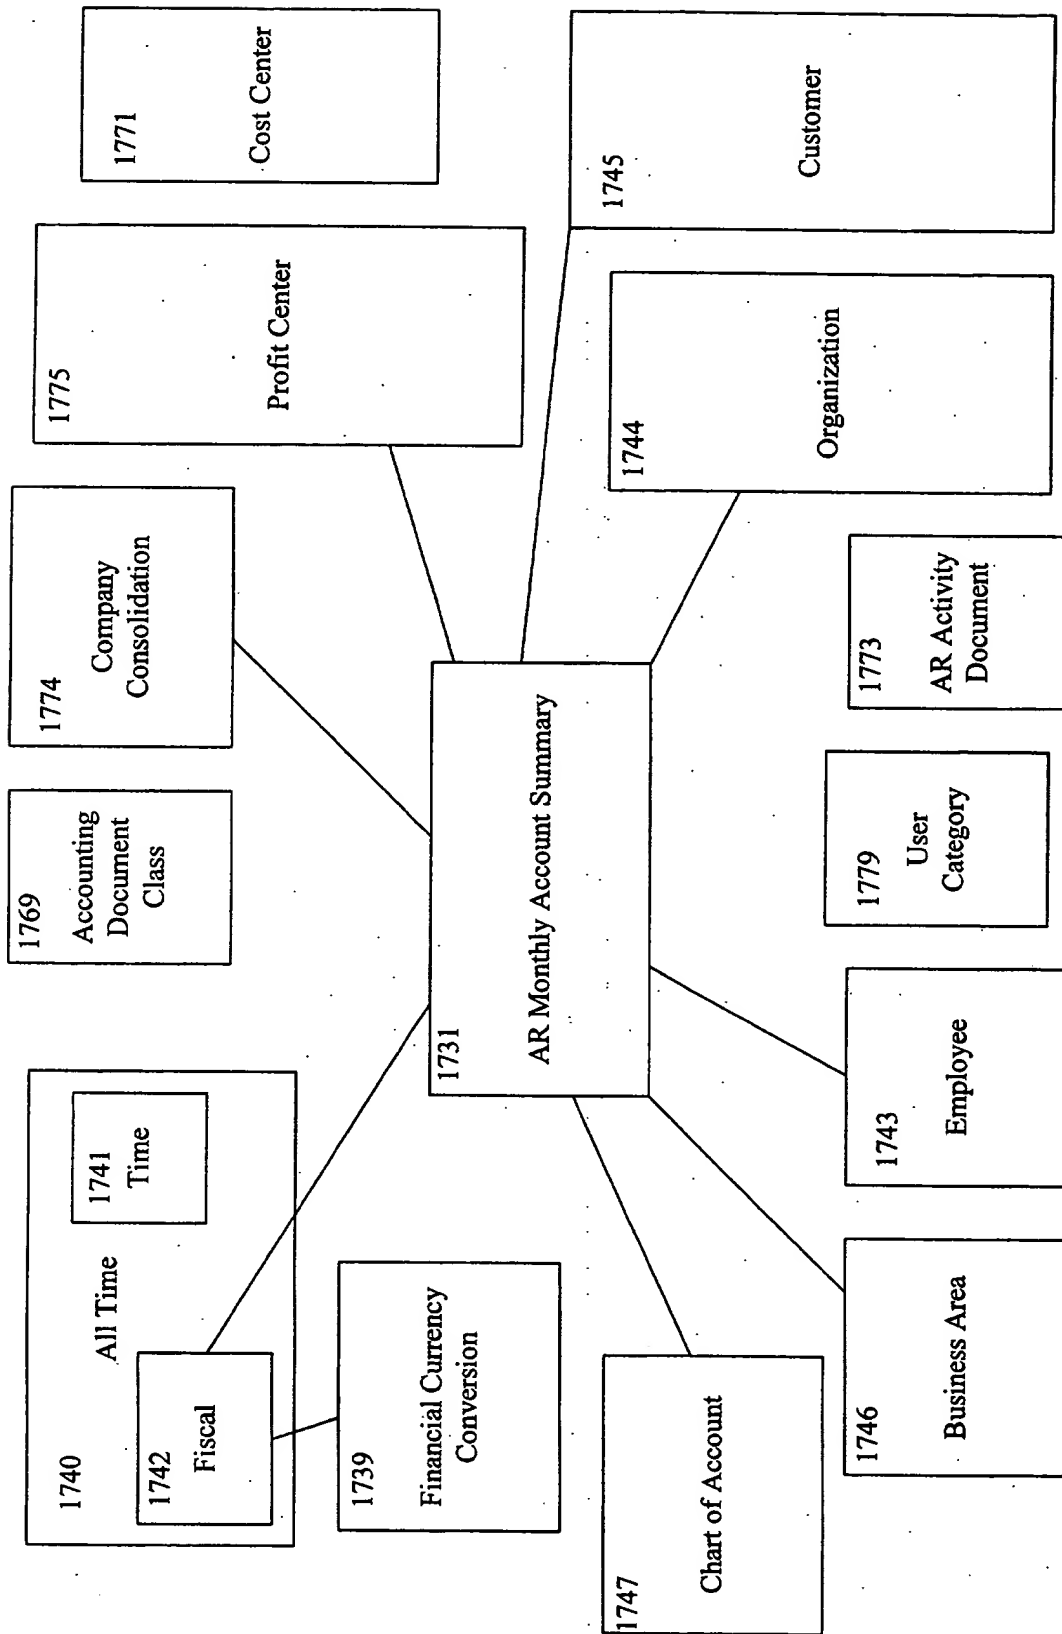 1740
All Time
1741
Time
1742
Fiscal
1769
Accounting
Document
Class
1774
Company
Consolidation
1775
Profit Center
1771
Cost Center
1739
Financial Currency
Conversion
1731
AR Monthly Account Summary
1747
Chart of Account
1746
Business Area
1743
Employee
1779
User
Category
1773
AR Activity
Document
1744
Organization
1745
Customer